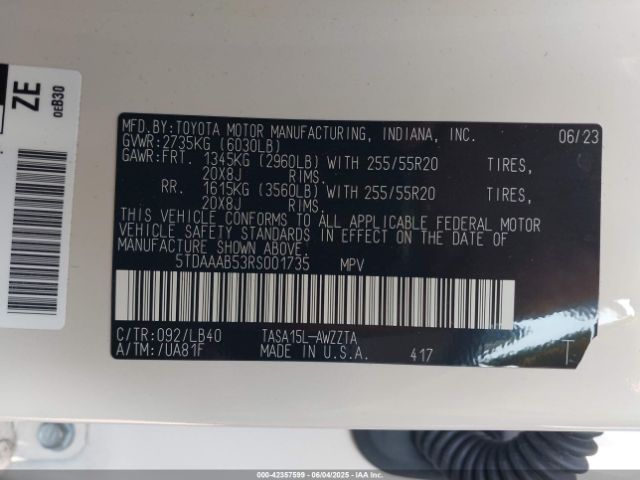 ZE
0EB30
MFD.BY:TOYOTA MOTOR MANUFACTURING, INDIANA, INC. 06/23
GVWR:2735KG (6030LB)
GAWR:FRT. 1345KG (2960LB) WITH 255/55R20 TIRES,
20X8J RIMS,
RR. 1615KG (3560LB) WITH 255/55R20 TIRES,
20X8J RIMS,
THIS VEHICLE CONFORMS TO ALL APPLICABLE FEDERAL MOTOR
VEHICLE SAFETY STANDARDS IN EFFECT ON THE DATE OF
MANUFACTURE SHOWN ABOVE.
5TDAAAB53RS001735 MPV
C/TR:092/LB40 TASA15L-AWZZTA
A/TM:/UA81F MADE IN U.S.A. 417 T
000-42357599 - 06/04/2025 - IAAI.COM